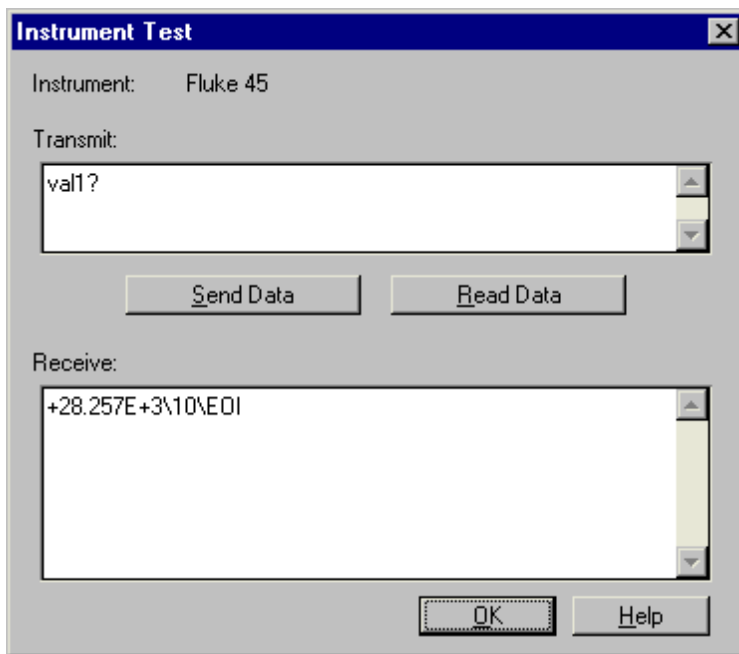 Instrument Test
Instrument: Fluke 45
Transmit:
val1?
Send Data Read Data
Receive:
+28.257E+3\10\EOI
OK Help